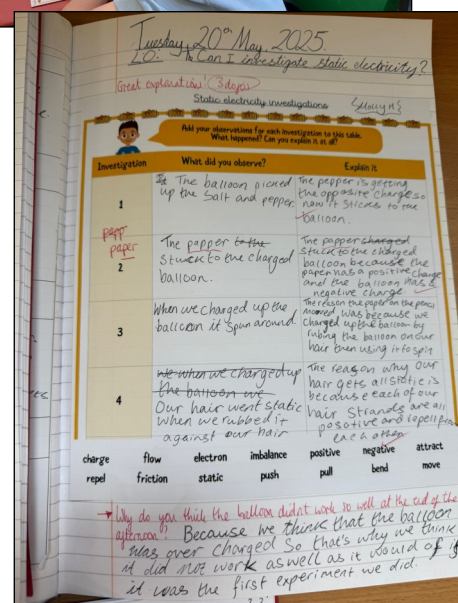 Tuesday 20th May 2025.
LO: Can I investigate static electricity?
Great explanations! 3 dojos
Static electricity investigations
Add your observations for each investigation to this table.
What happened? Can you explain it at all?
Investigation What did you observe? Explain it
1
The balloon picked
up the Salt and pepper
The pepper is getting
the opposite charge so
now it Sticks to the
balloon.
papp
paper
2
The papper to the
Stuck to the charged
balloon.
The papper charged
stuck to the charged
balloon because the
paper has a positive charge
and the balloon has a
negative charge
3
When we charged up the
balloon it Spun around.
The reason the paper on the pencil
mooved was because we
charged up the balloon by
rubing the balloon on our
hair then using it to spin
4
we when we charged up
the balloon we
Our hair went static
when we rubbed it
against our hair
The reason why our
hair gets all static is
because each of our
hair Strands are all
posotive and repell from
each other
charge flow electron imbalance positive negative attract
repel friction static push pull bend move
Why do you think the balloon didnt work so well at the end of the
afternoon? Because we think that the balloon
was over charged So that's why we think
it did not work aswell as it would of if
it was the first experiment we did.